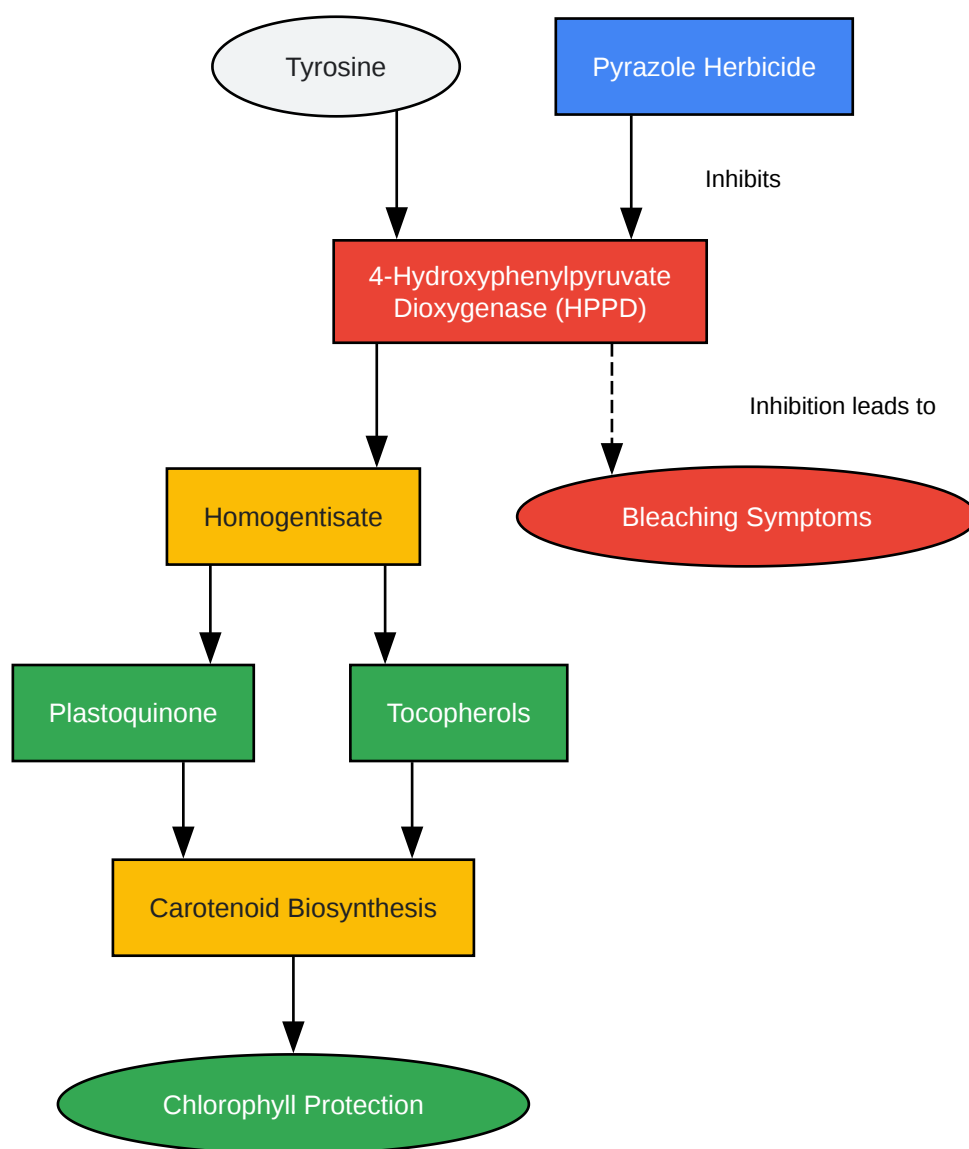 Tyrosine
Pyrazole Herbicide
Inhibits
4-Hydroxyphenylpyruvate
Dioxygenase (HPPD)
Inhibition leads to
Homogentisate
Bleaching Symptoms
Plastoquinone
Tocopherols
Carotenoid Biosynthesis
Chlorophyll Protection